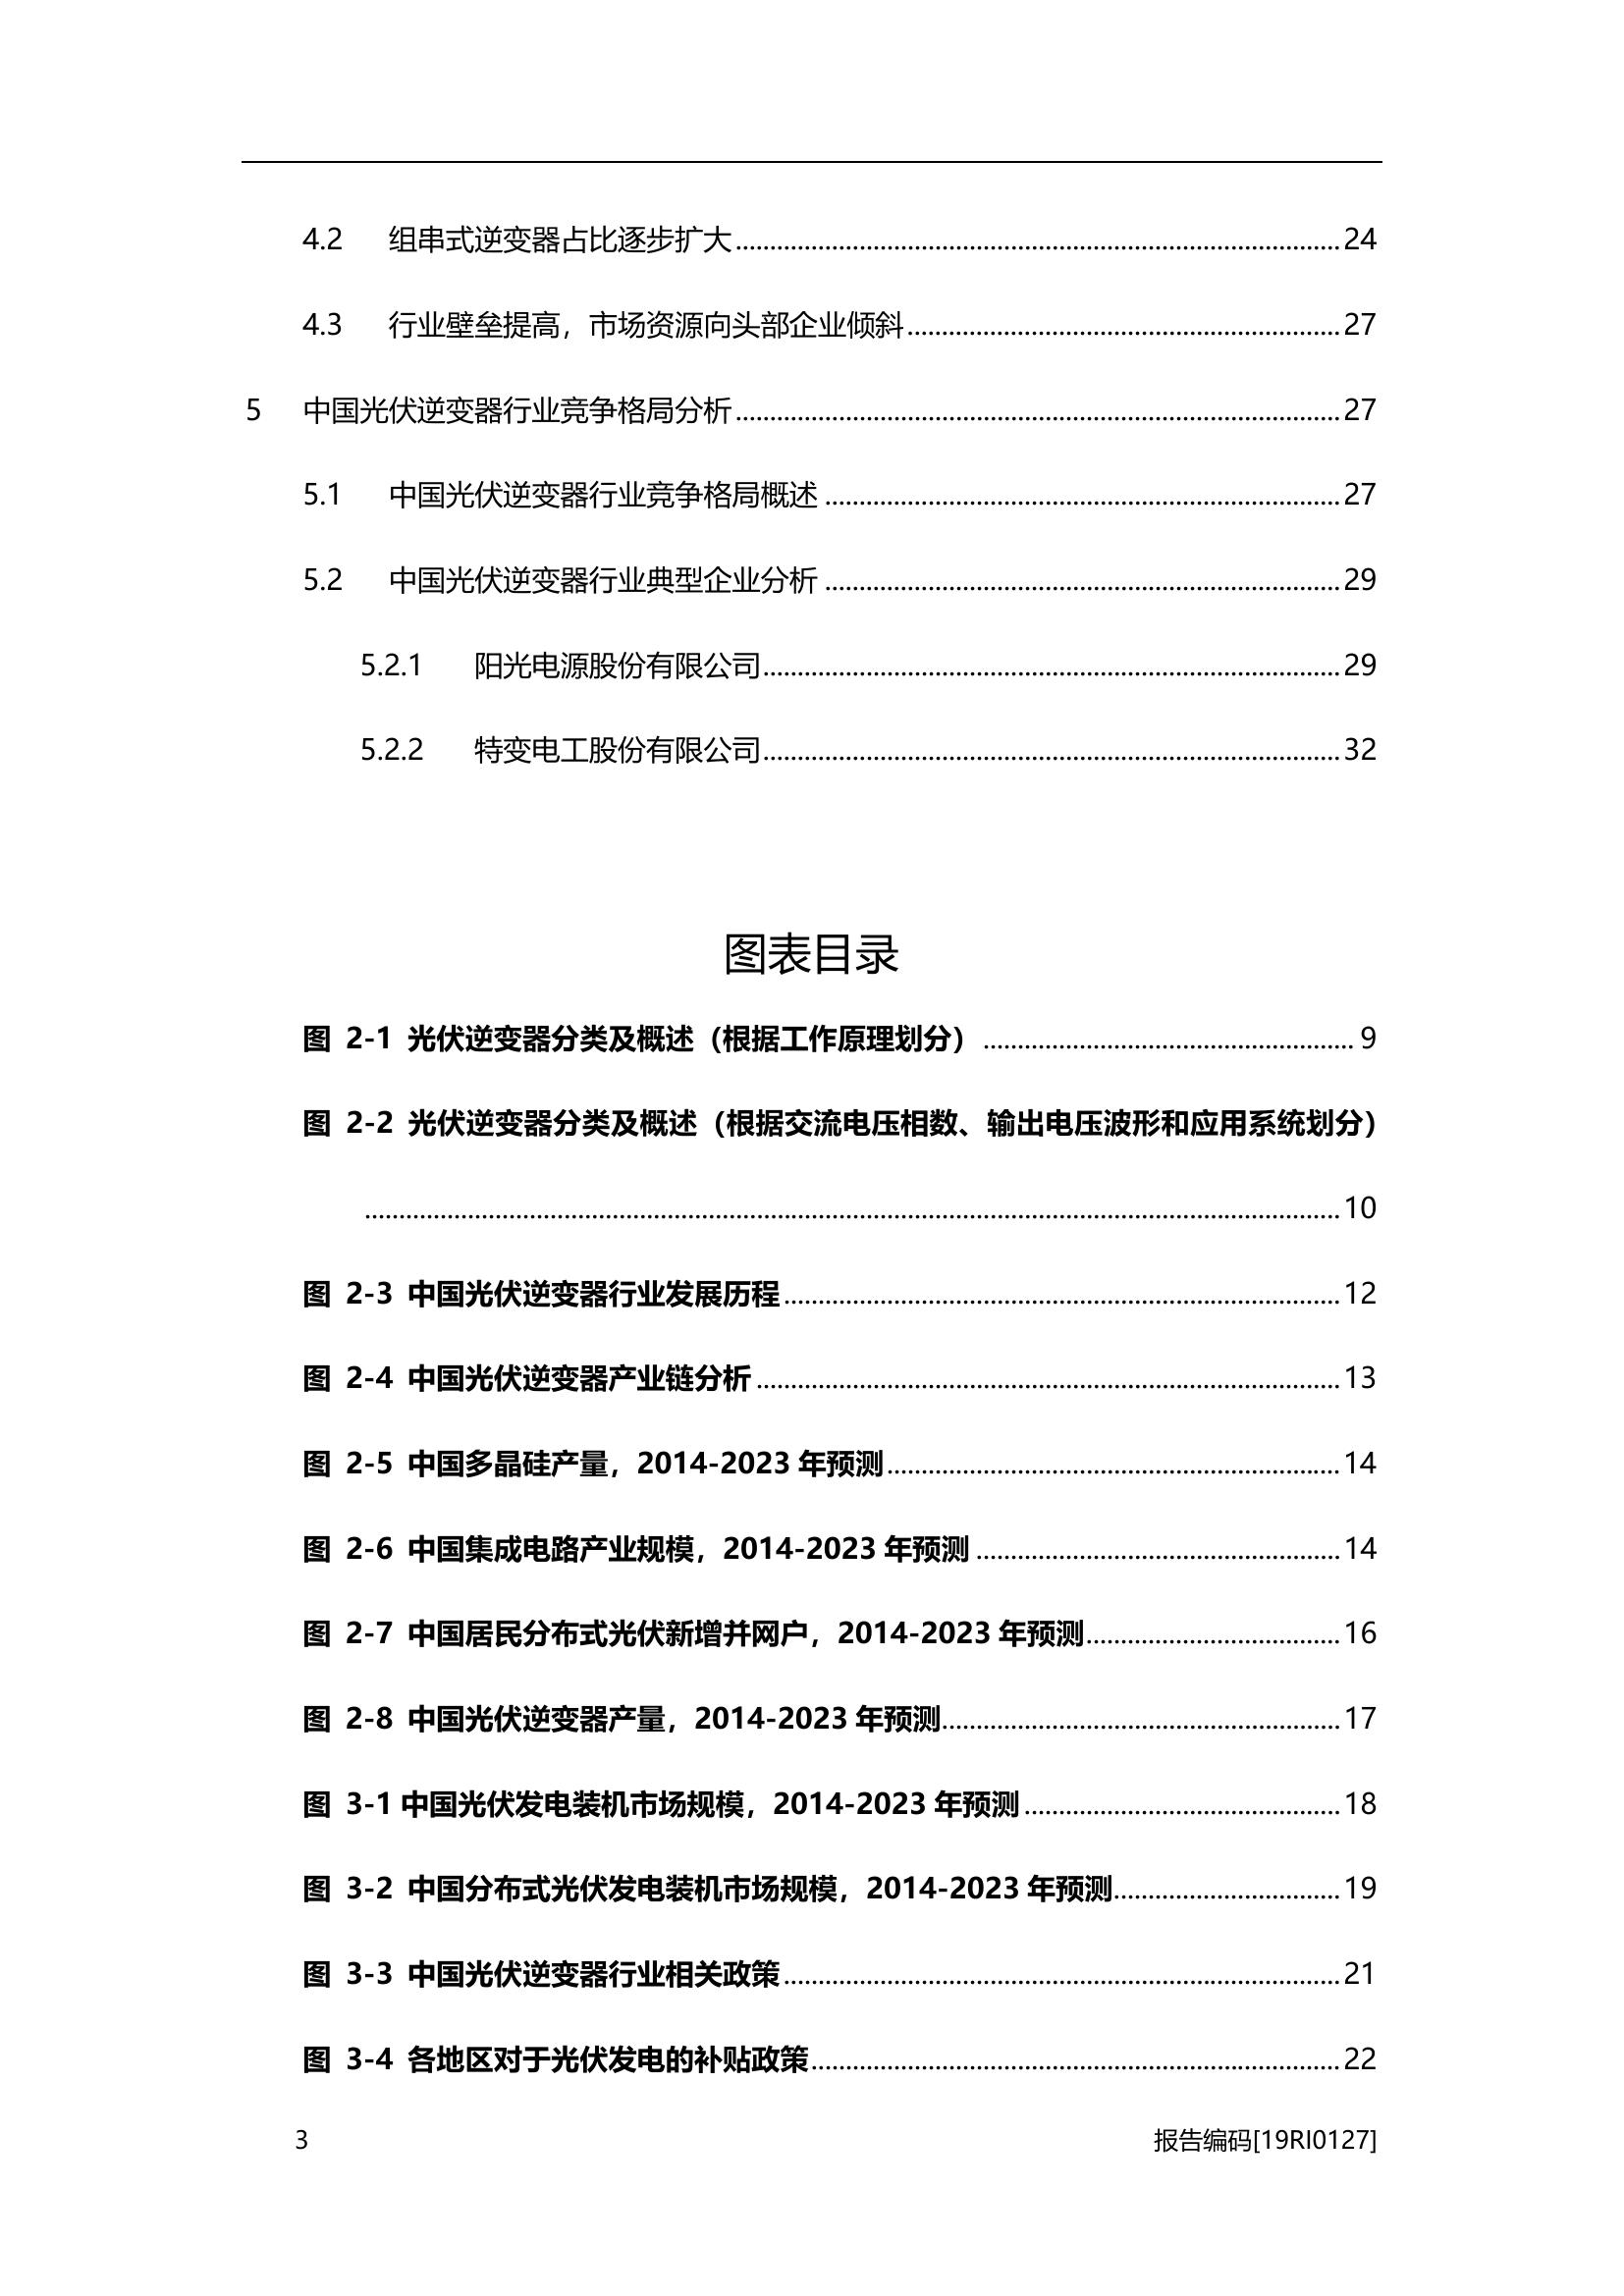 4.2 组串式逆变器占比逐步扩大........................24
4.3 行业壁垒提高，市场资源向头部企业倾斜........................27
5 中国光伏逆变器行业竞争格局分析........................27
5.1 中国光伏逆变器行业竞争格局概述........................27
5.2 中国光伏逆变器行业典型企业分析........................29
5.2.1 阳光电源股份有限公司........................29
5.2.2 特变电工股份有限公司........................32
图表目录
图 2-1 光伏逆变器分类及概述（根据工作原理划分）........................9
图 2-2 光伏逆变器分类及概述（根据交流电压相数、输出电压波形和应用系统划分）
........................10
图 2-3 中国光伏逆变器行业发展历程........................12
图 2-4 中国光伏逆变器产业链分析........................13
图 2-5 中国多晶硅产量，2014-2023 年预测........................14
图 2-6 中国集成电路产业规模，2014-2023 年预测........................14
图 2-7 中国居民分布式光伏新增并网户，2014-2023 年预测........................16
图 2-8 中国光伏逆变器产量，2014-2023 年预测........................17
图 3-1 中国光伏发电装机市场规模，2014-2023 年预测........................18
图 3-2 中国分布式光伏发电装机市场规模，2014-2023 年预测........................19
图 3-3 中国光伏逆变器行业相关政策........................21
图 3-4 各地区对于光伏发电的补贴政策........................22
3 报告编码[19RI0127]